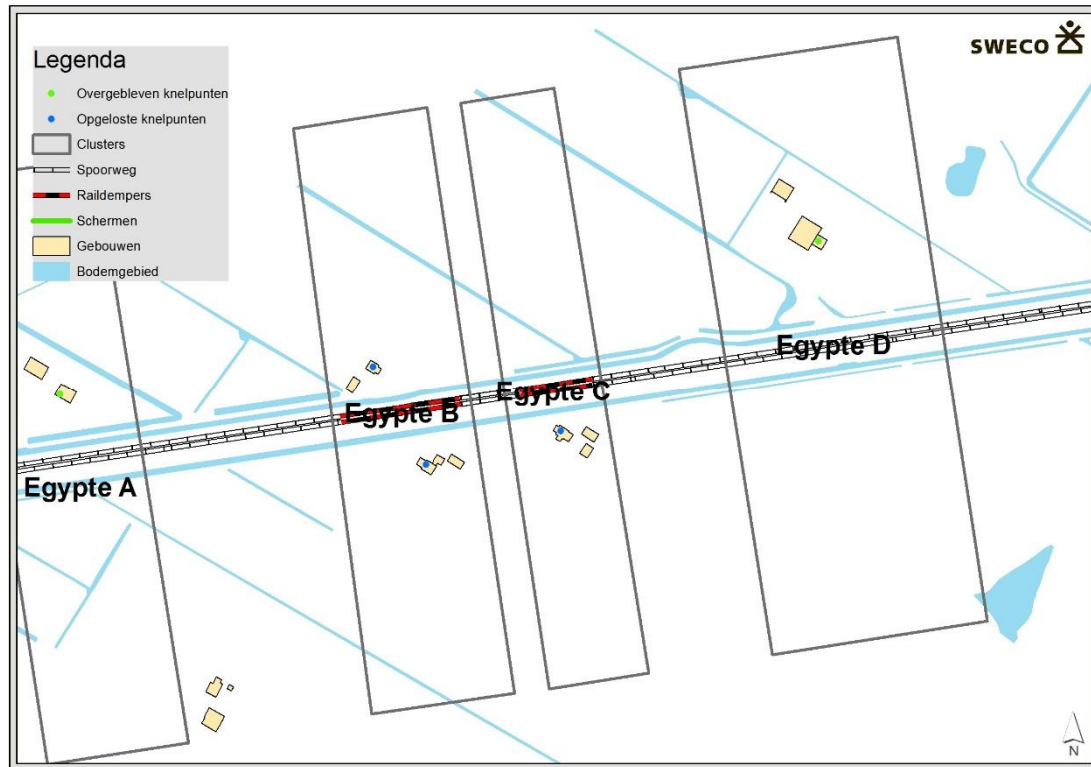 SWECO
Legenda
Overgebleven knelpunten
Opgeloste knelpunten
Clusters
Spoorweg
Raildempers
Schermen
Gebouwen
Bodemgebied
Egypte D
Egypte C
Egypte B
Egypte A
N